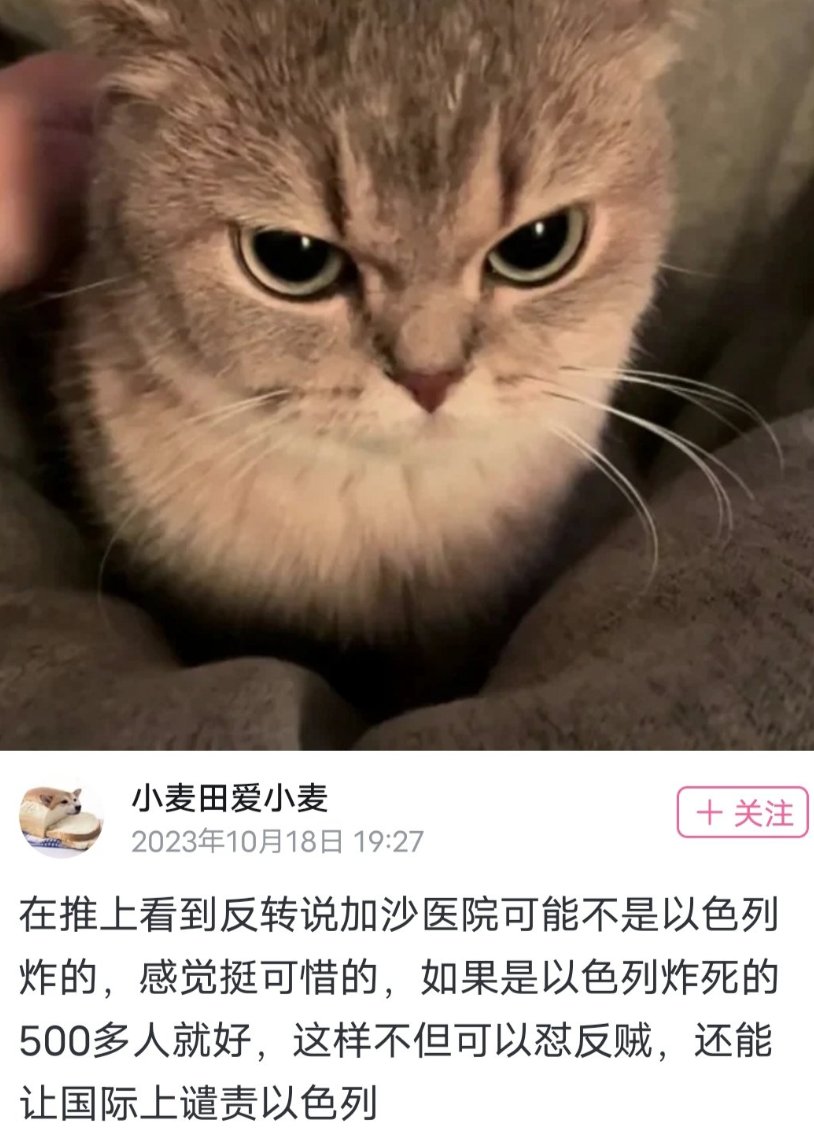 小麦田爱小麦
2023年10月18日 19:27
+ 关注
在推上看到反转说加沙医院可能不是以色列
炸的，感觉挺可惜的，如果是以色列炸死的
500多人就好，这样不但可以怼反贼，还能
让国际上谴责以色列